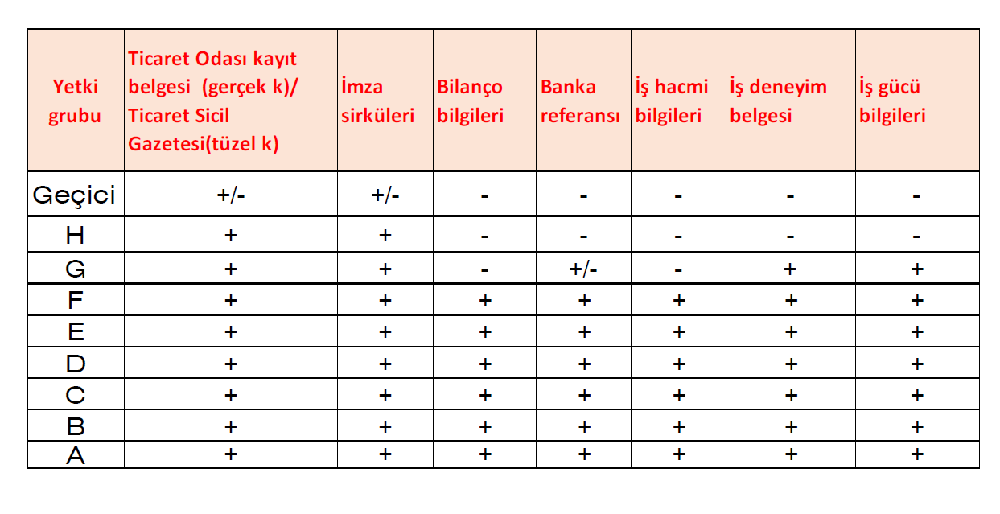 Yetki grubu | Ticaret Odası kayıt belgesi (gerçek k)/ Ticaret Sicil Gazetesi(tüzel k) | İmza sirküleri | Bilanço bilgileri | Banka referansı | İş hacmi bilgileri | İş deneyim belgesi | İş gücü bilgileri
Geçici | +/- | +/- | - | - | - | - | -
H | + | + | - | - | - | - | -
G | + | + | - | +/- | - | + | +
F | + | + | + | + | + | + | +
E | + | + | + | + | + | + | +
D | + | + | + | + | + | + | +
C | + | + | + | + | + | + | +
B | + | + | + | + | + | + | +
A | + | + | + | + | + | + | +